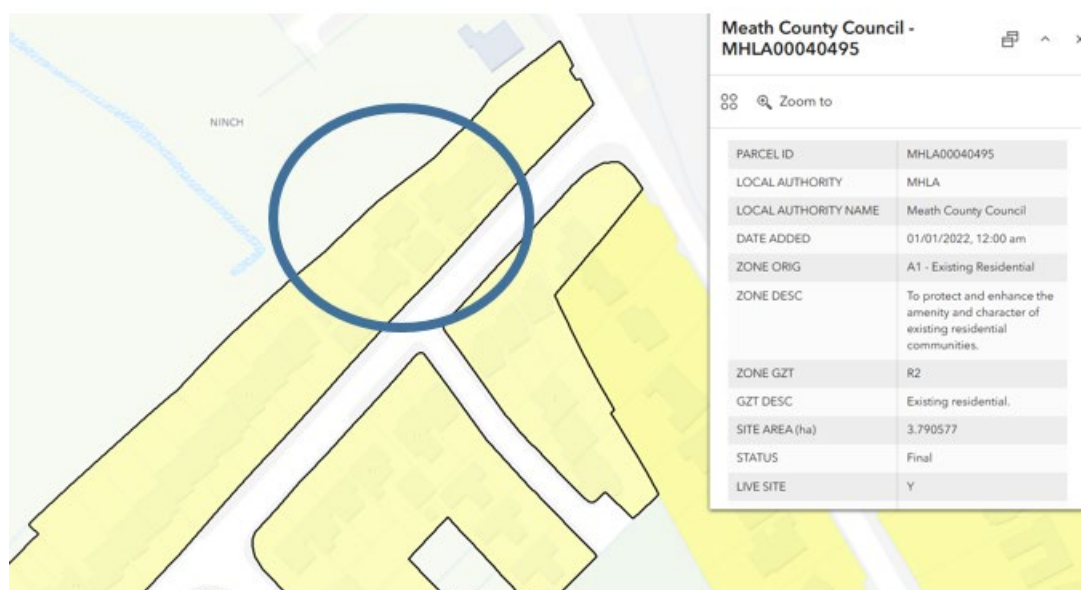 NINCH
Meath County Council -
MHLA00040495
Zoom to
PARCEL ID MHLA00040495
LOCAL AUTHORITY MHLA
LOCAL AUTHORITY NAME Meath County Council
DATE ADDED 01/01/2022, 12:00 am
ZONE ORIG A1 - Existing Residential
ZONE DESC To protect and enhance the
amenity and character of
existing residential
communities.
ZONE GZT R2
GZT DESC Existing residential.
SITE AREA (ha) 3.790577
STATUS Final
LIVE SITE Y